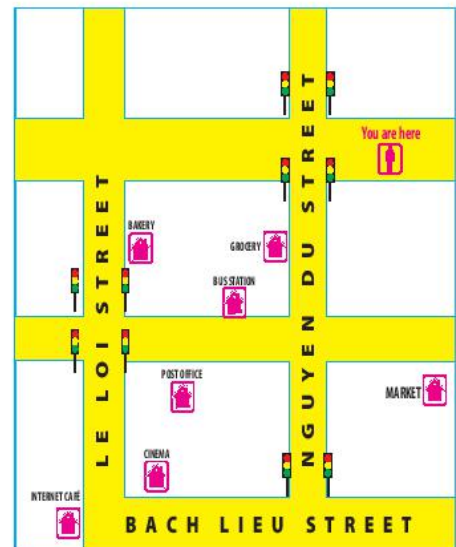 You are here
LE LOI STREET
NGUYEN DU STREET
BAKERY
GROCERY
BUS STATION
POST OFFICE
MARKET
CINEMA
INTERNET CAFÉ
BACH LIEU STREET